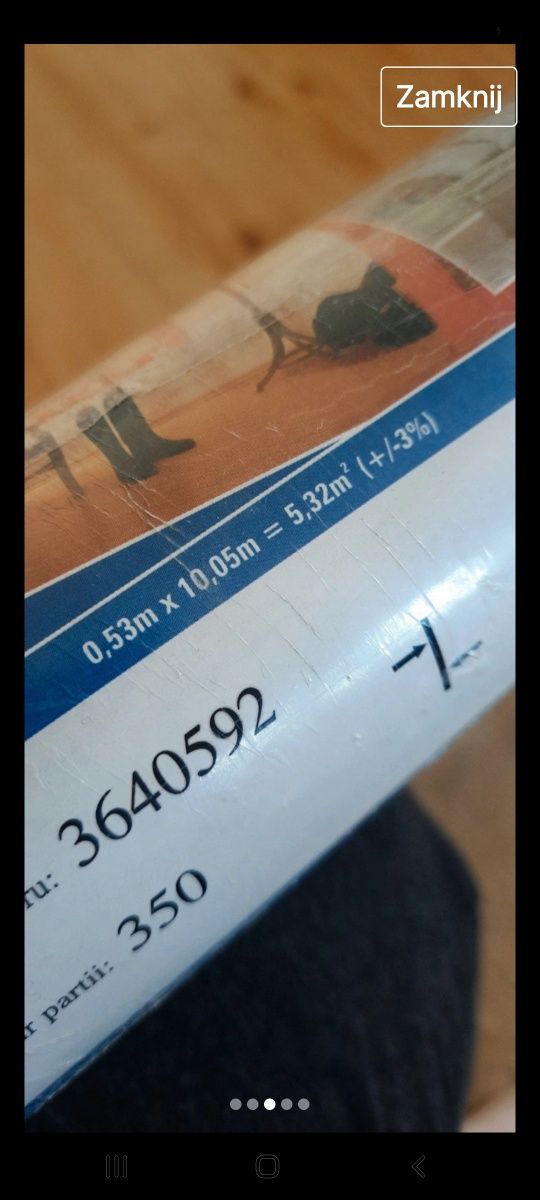 Zamknij
0,53m x 10,05m = 5,32m² (+/-3%)
3640592
partii: 350